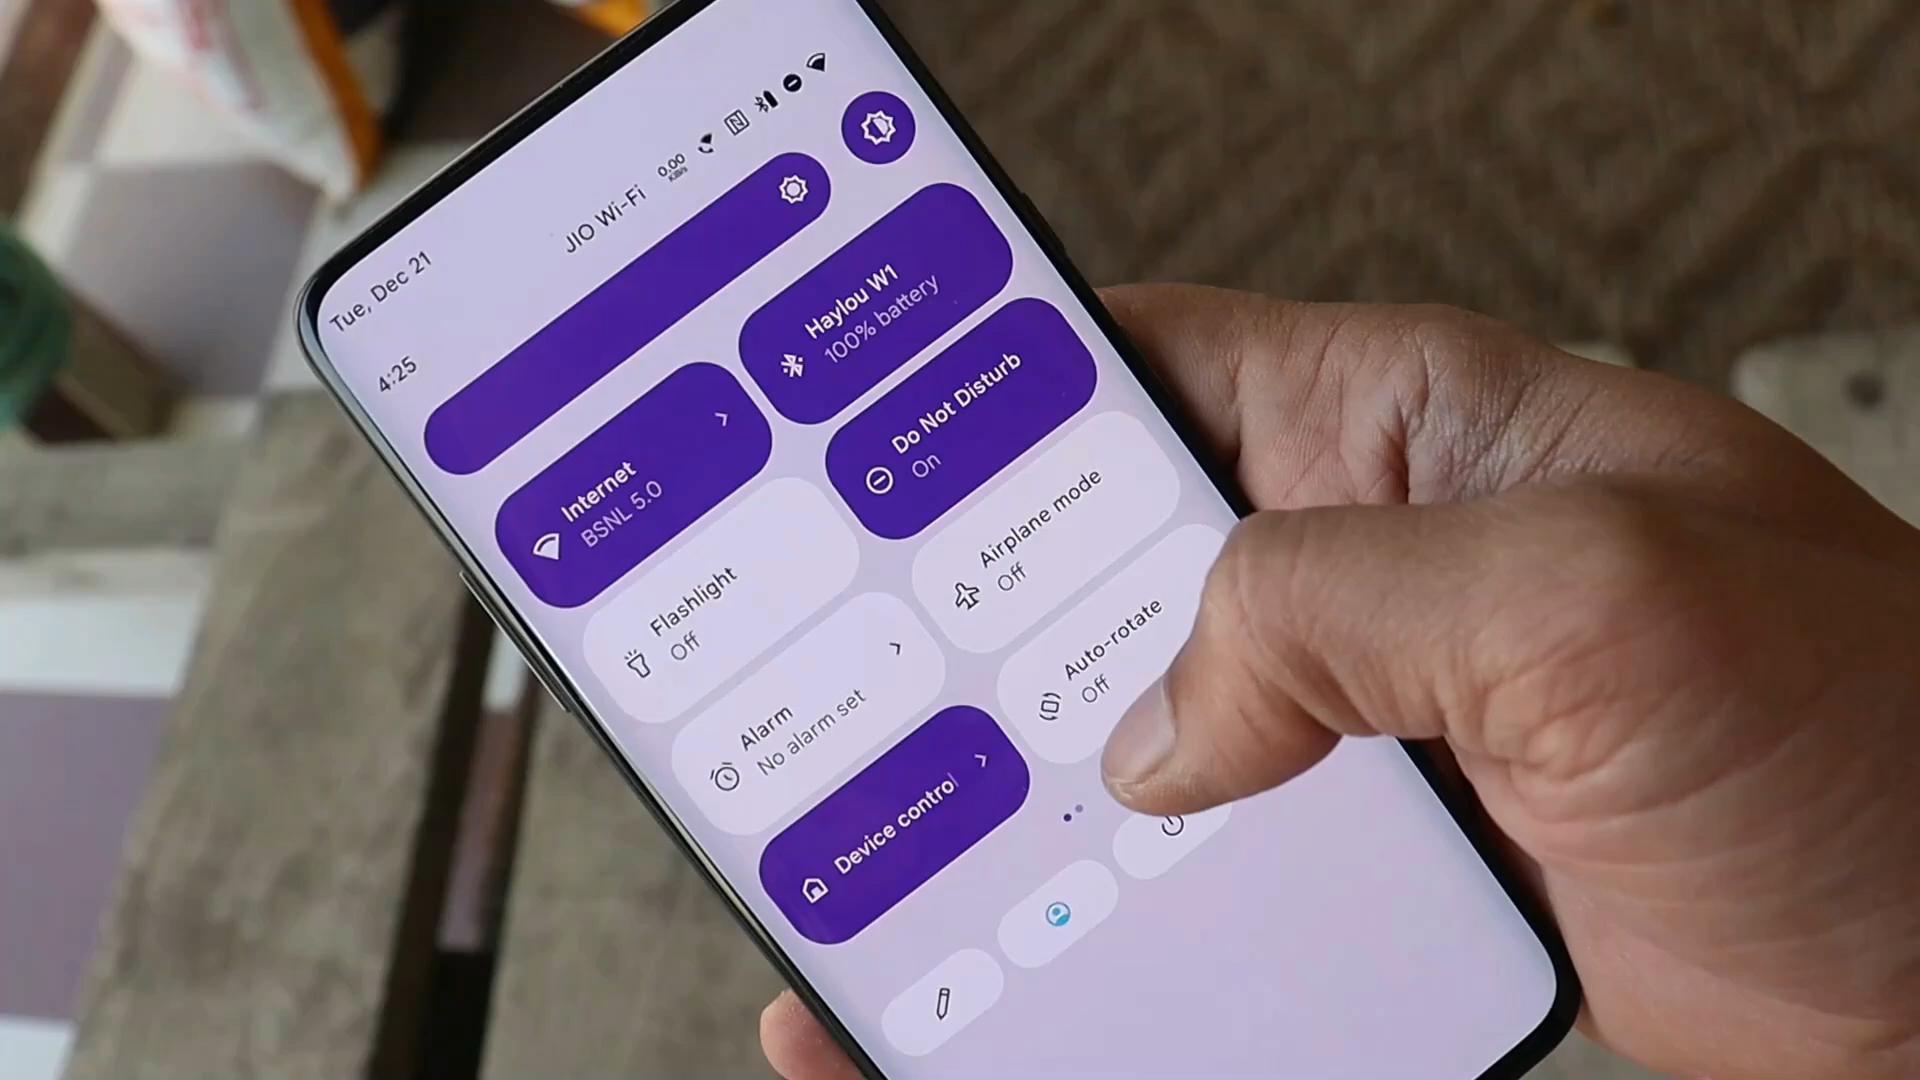 Tue, Dec 21
4:25
JIO Wi-Fi
0.00
KiB/s
Internet
BSNL 5.0
Haylou W1
100% battery
Flashlight
Off
Do Not Disturb
On
Alarm
No alarm set
Airplane mode
Off
Device control
Auto-rotate
Off